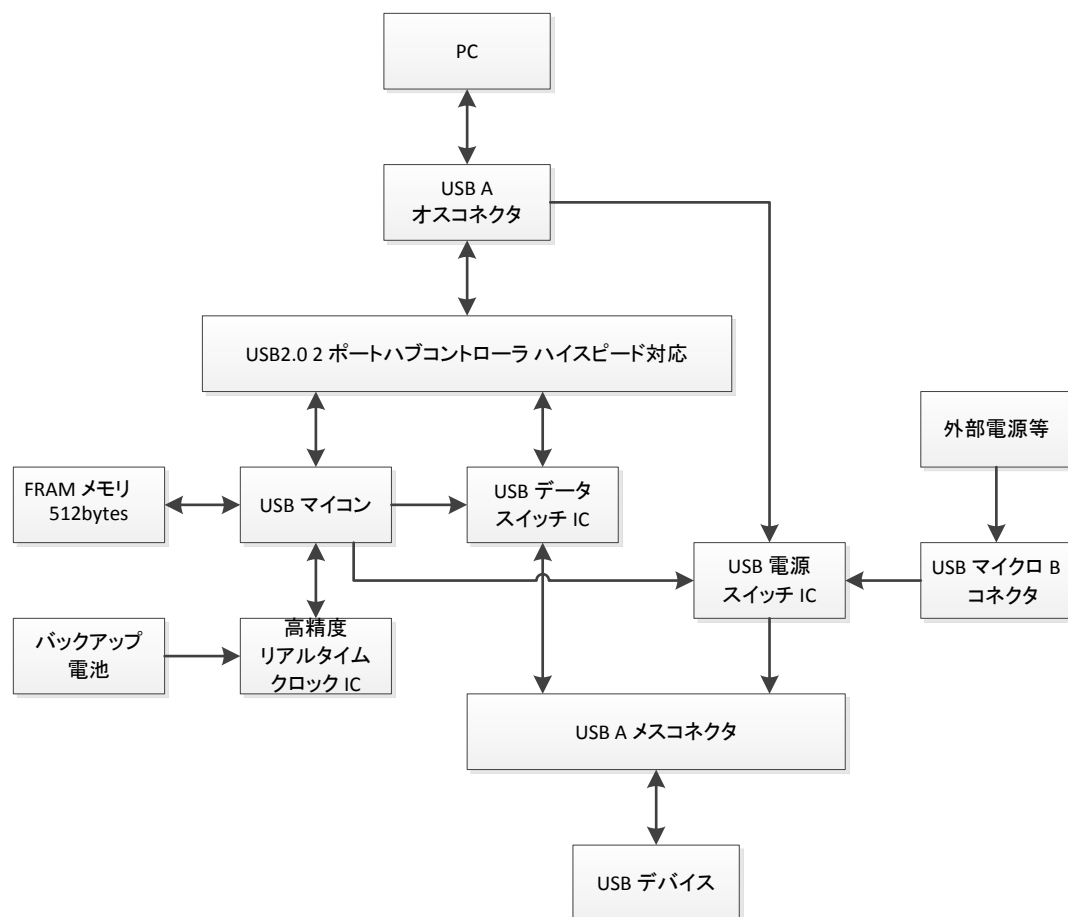 PC
USB A
オスコネクタ
USB2.0 2 ポートハブコントローラ ハイスピード対応
外部電源等
FRAM メモリ
512bytes
USB マイコン
USB データ
スイッチ IC
USB 電源
スイッチ IC
USB マイクロ B
コネクタ
バックアップ
電池
高精度
リアルタイム
クロック IC
USB A メスコネクタ
USB デバイス